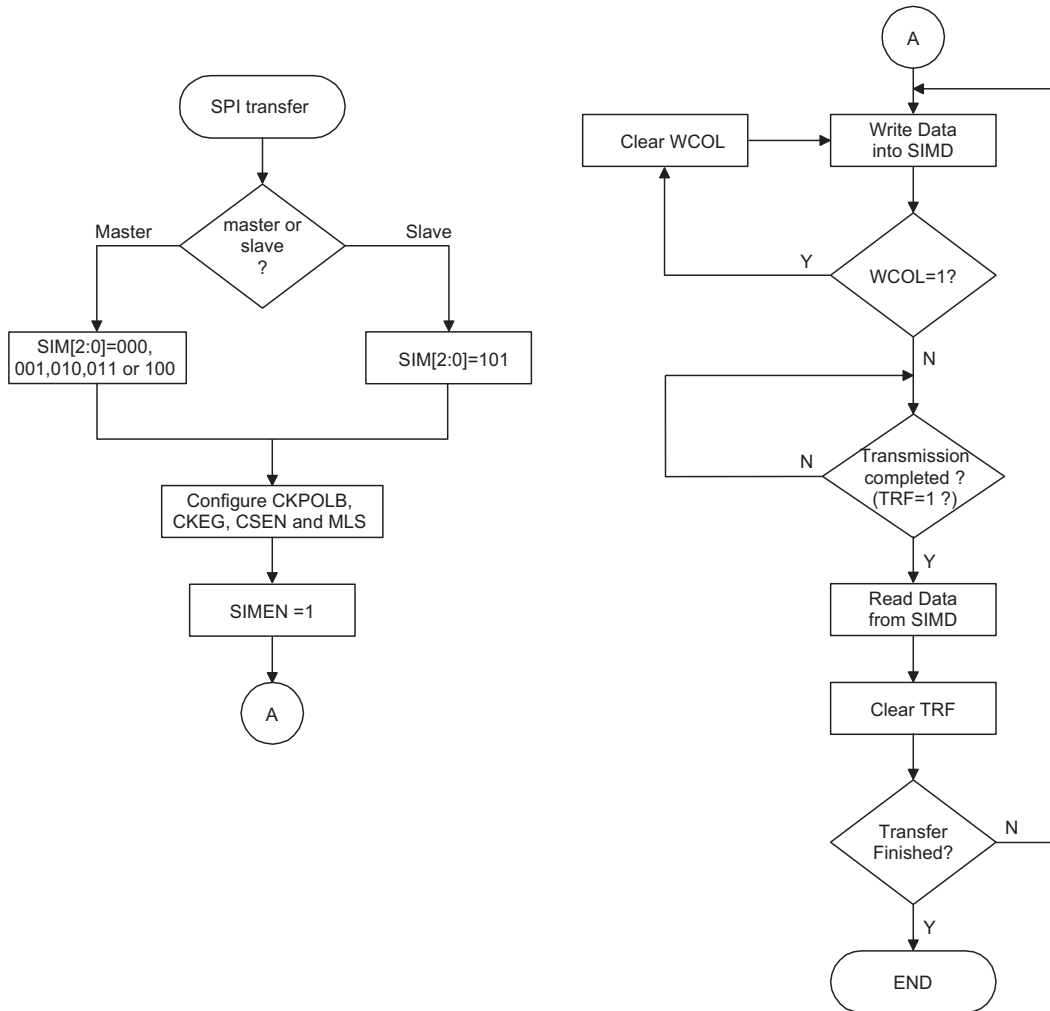 SPI transfer
master or
slave
?
Master
Slave
SIM[2:0]=000,
001,010,011 or 100
SIM[2:0]=101
Configure CKPOLB,
CKEG, CSEN and MLS
SIMEN =1
A
A
Clear WCOL
Write Data
into SIMD
Y
WCOL=1?
N
N
Transmission
completed ?
(TRF=1 ?)
Y
Read Data
from SIMD
Clear TRF
Transfer
Finished?
N
Y
END